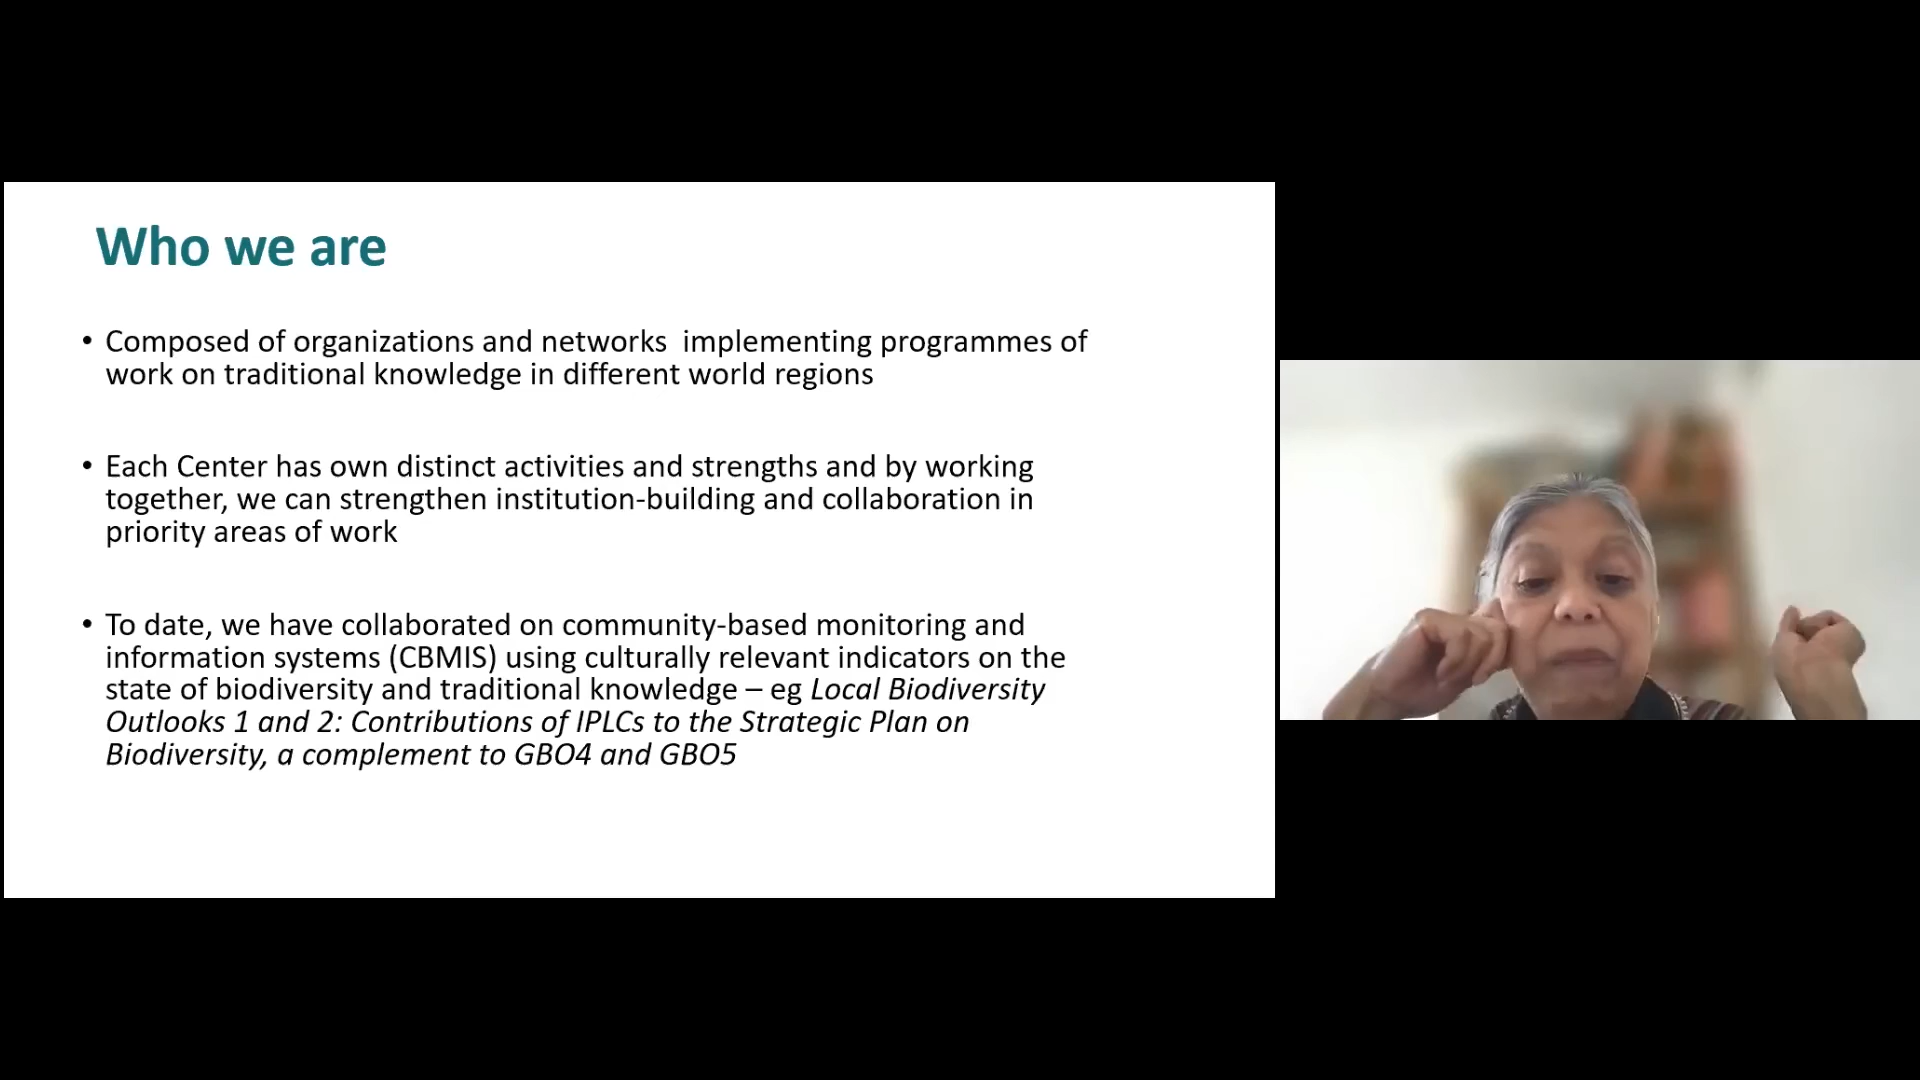 Who we are
• Composed of organizations and networks  implementing programmes of
work on traditional knowledge in different world regions
• Each Center has own distinct activities and strengths and by working
together, we can strengthen institution-building and collaboration in
priority areas of work
• To date, we have collaborated on community-based monitoring and
information systems (CBMIS) using culturally relevant indicators on the
state of biodiversity and traditional knowledge – eg Local Biodiversity
Outlooks 1 and 2: Contributions of IPLCs to the Strategic Plan on
Biodiversity, a complement to GBO4 and GBO5